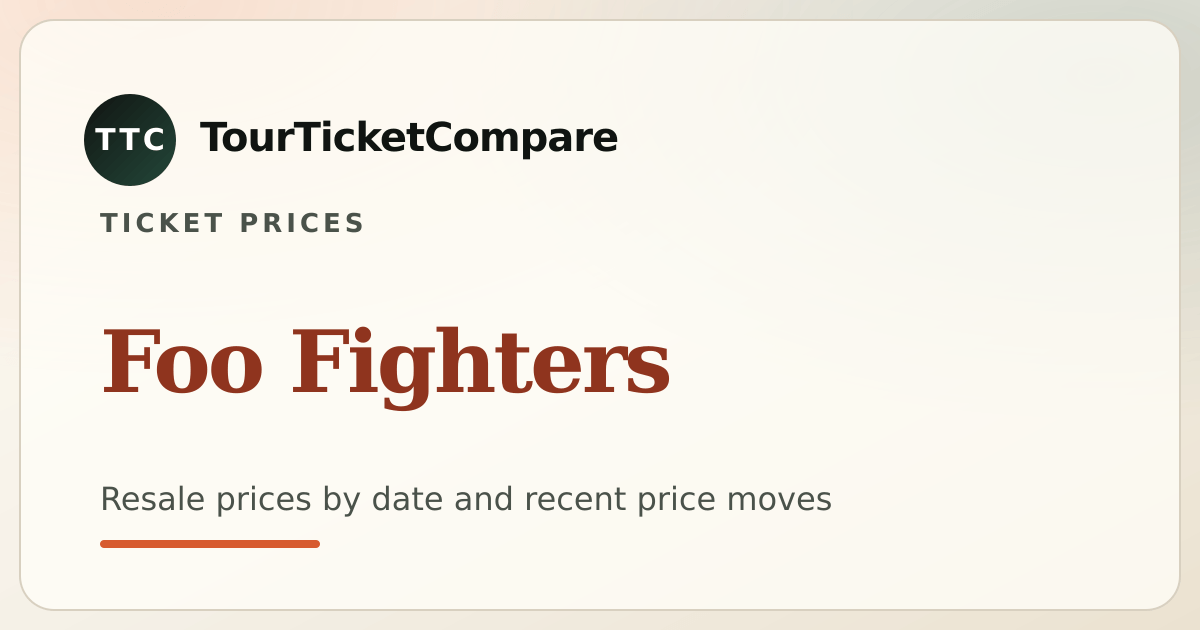 TTC TourTicketCompare
TICKET PRICES
Foo Fighters
Resale prices by date and recent price moves